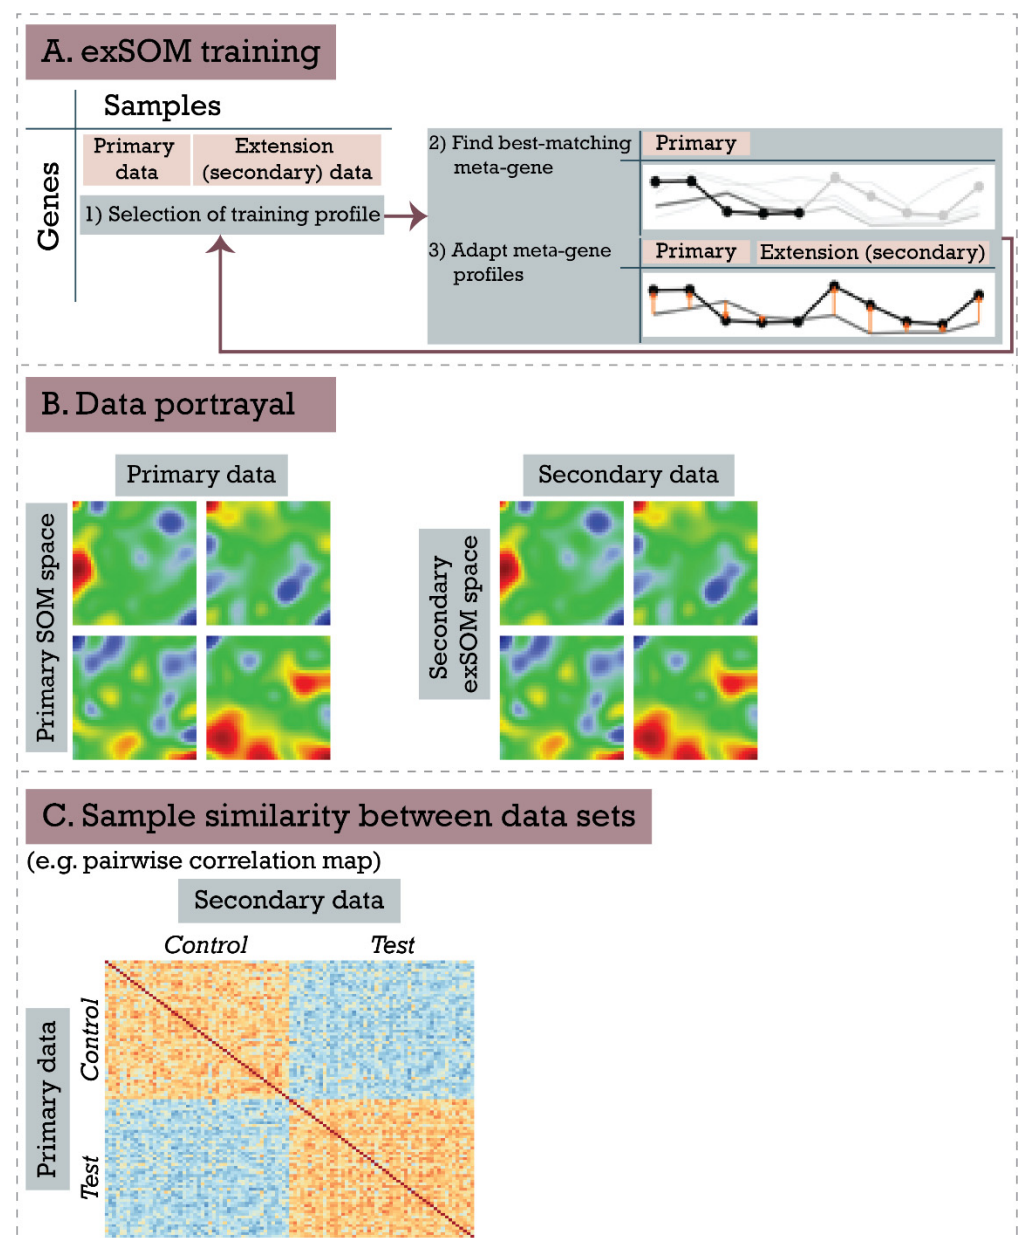 A. exSOM training
Samples
Genes
Primary
data
Extension
(secondary) data
1) Selection of training profile
2) Find best-matching
meta-gene
Primary
3) Adapt meta-gene
profiles
Primary
Extension (secondary)
B. Data portrayal
Primary data
Primary SOM space
Secondary data
Secondary
exSOM space
C. Sample similarity between data sets
(e.g. pairwise correlation map)
Secondary data
Control
Test
Primary data
Control
Test